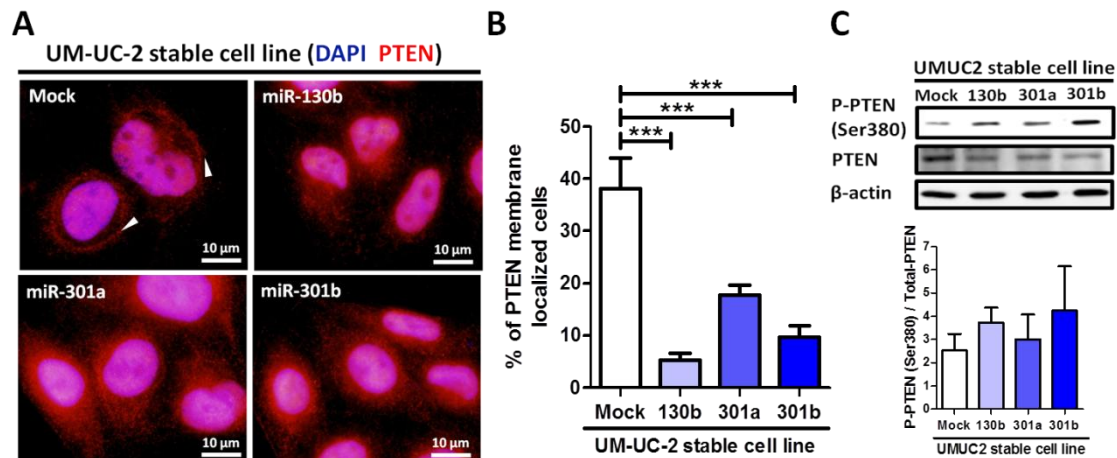 A
UM-UC-2 stable cell line (DAPI PTEN)
Mock
miR-130b
10 μm
10 μm
miR-301a
miR-301b
10 μm
10 μm
B
***
***
***
% of PTEN membrane
localized cells
50
40
30
20
10
0
Mock 130b 301a 301b
UM-UC-2 stable cell line
C
UMUC2 stable cell line
Mock 130b 301a 301b
P-PTEN
(Ser380)
PTEN
β-actin
P-PTEN (Ser380) / Total-PTEN
7
6
5
4
3
2
1
0
Mock 130b 301a 301b
UMUC2 stable cell line